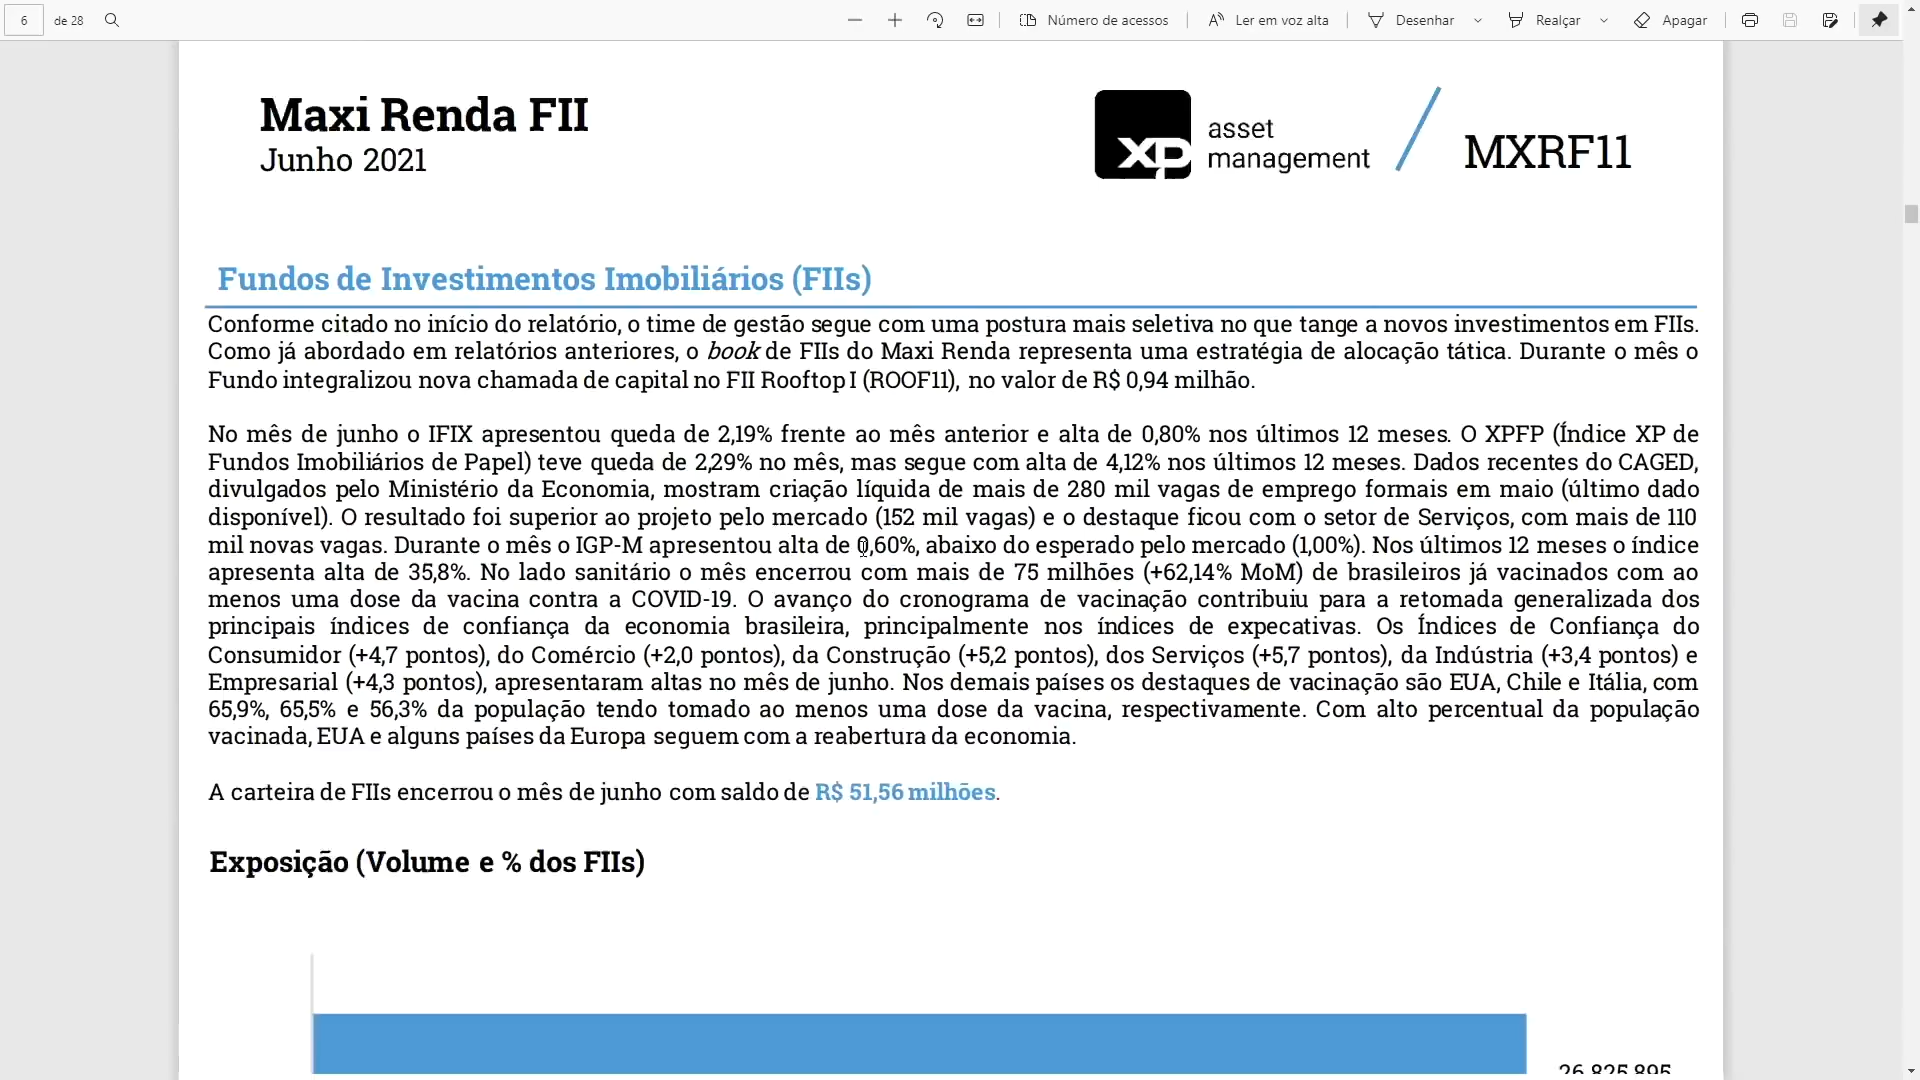 6 de 28 Número de acessos Ler em voz alta Desenhar Realçar Apagar
Maxi Renda FII
Junho 2021
xp asset management MXRF11
Fundos de Investimentos Imobiliários (FIIs)
Conforme citado no início do relatório, o time de gestão segue com uma postura mais seletiva no que tange a novos investimentos em FIIs.
Como já abordado em relatórios anteriores, o book de FIIs do Maxi Renda representa uma estratégia de alocação tática. Durante o mês o
Fundo integralizou nova chamada de capital no FII Rooftop I (ROOF11), no valor de R$ 0,94 milhão.
No mês de junho o IFIX apresentou queda de 2,19% frente ao mês anterior e alta de 0,80% nos últimos 12 meses. O XPFP (Índice XP de
Fundos Imobiliários de Papel) teve queda de 2,29% no mês, mas segue com alta de 4,12% nos últimos 12 meses. Dados recentes do CAGED,
divulgados pelo Ministério da Economia, mostram criação líquida de mais de 280 mil vagas de emprego formais em maio (último dado
disponível). O resultado foi superior ao projeto pelo mercado (152 mil vagas) e o destaque ficou com o setor de Serviços, com mais de 110
mil novas vagas. Durante o mês o IGP-M apresentou alta de 0,60%, abaixo do esperado pelo mercado (1,00%). Nos últimos 12 meses o índice
apresenta alta de 35,8%. No lado sanitário o mês encerrou com mais de 75 milhões (+62,14% MoM) de brasileiros já vacinados com ao
menos uma dose da vacina contra a COVID-19. O avanço do cronograma de vacinação contribuiu para a retomada generalizada dos
principais índices de confiança da economia brasileira, principalmente nos índices de expecativas. Os Índices de Confiança do
Consumidor (+4,7 pontos), do Comércio (+2,0 pontos), da Construção (+5,2 pontos), dos Serviços (+5,7 pontos), da Indústria (+3,4 pontos) e
Empresarial (+4,3 pontos), apresentaram altas no mês de junho. Nos demais países os destaques de vacinação são EUA, Chile e Itália, com
65,9%, 65,5% e 56,3% da população tendo tomado ao menos uma dose da vacina, respectivamente. Com alto percentual da população
vacinada, EUA e alguns países da Europa seguem com a reabertura da economia.
A carteira de FIIs encerrou o mês de junho com saldo de R$ 51,56 milhões.
Exposição (Volume e % dos FIIs)
26.825.895